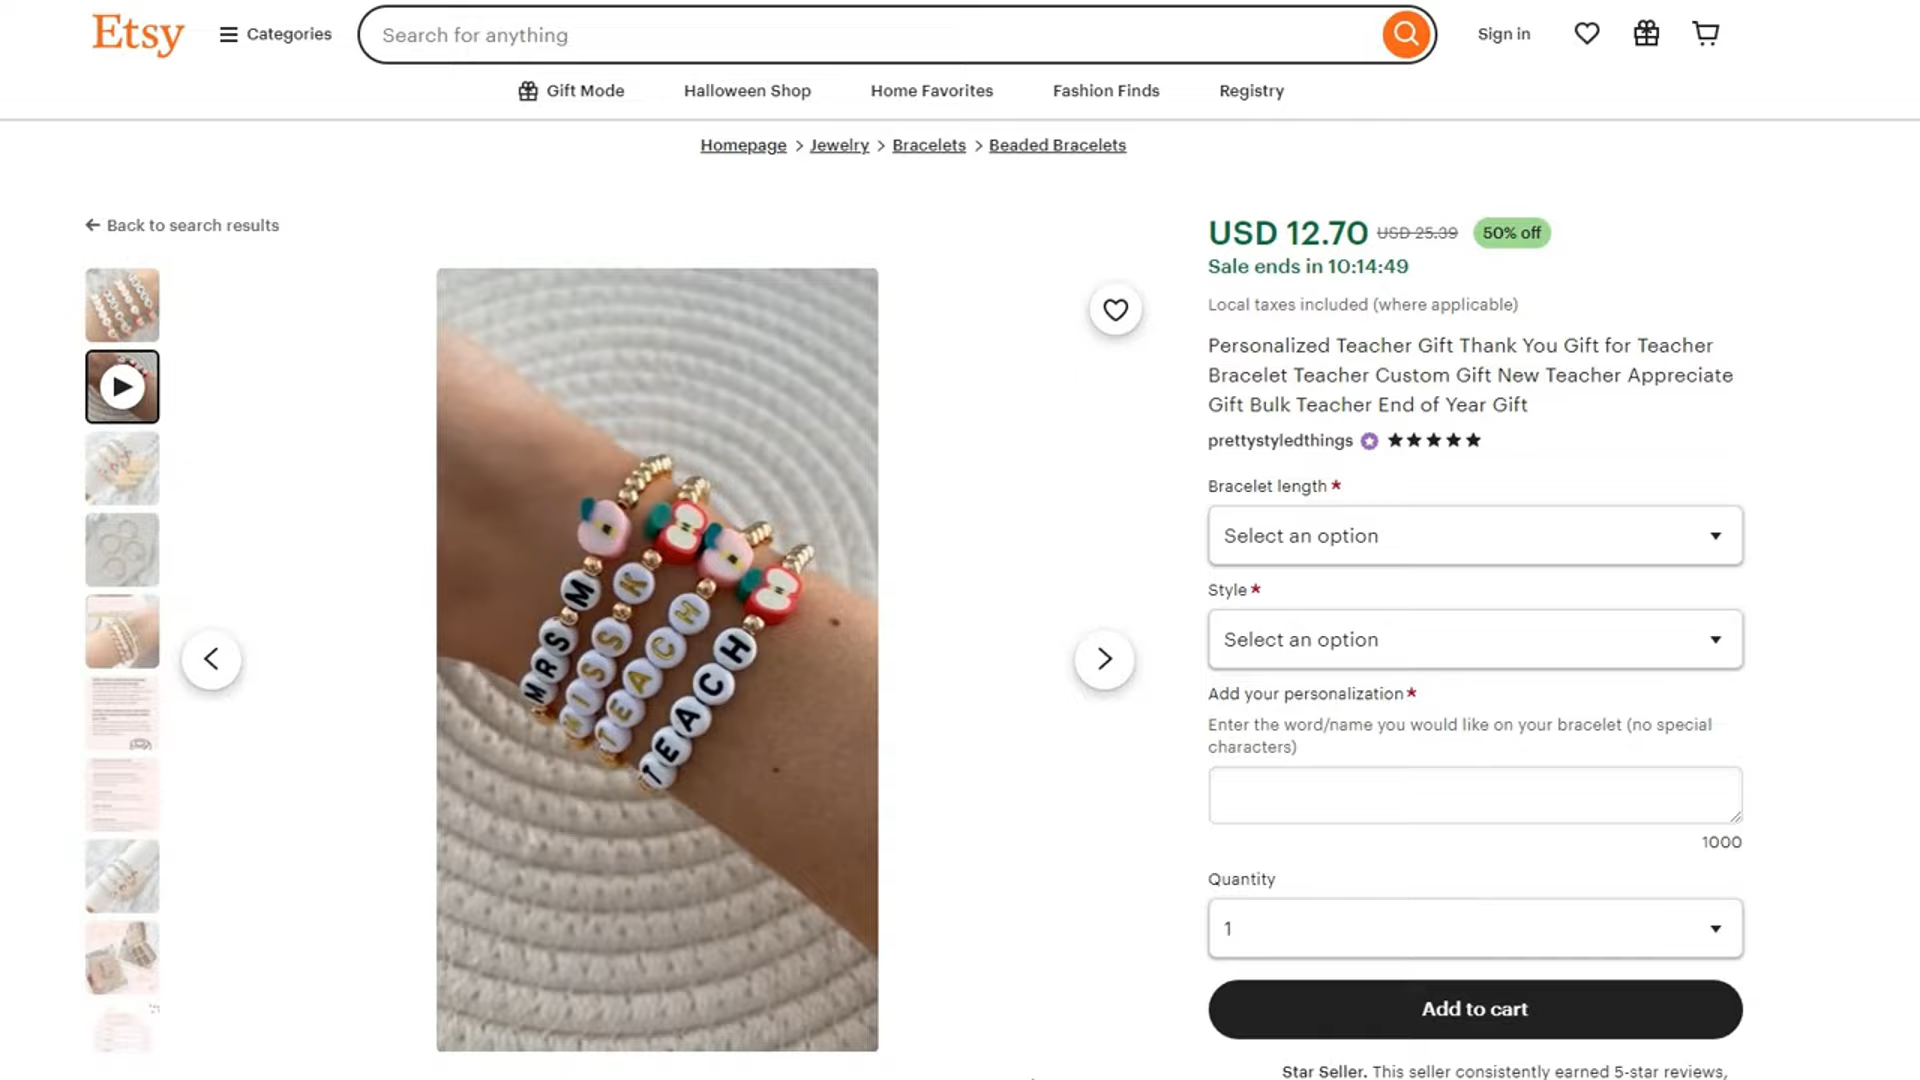 Etsy
Categories
Search for anything
Sign in
Gift Mode
Halloween Shop
Home Favorites
Fashion Finds
Registry
Homepage > Jewelry > Bracelets > Beaded Bracelets
Back to search results
USD 12.70 USD 25.39 50% off
Sale ends in 10:14:49
Local taxes included (where applicable)
Personalized Teacher Gift Thank You Gift for Teacher
Bracelet Teacher Custom Gift New Teacher Appreciate
Gift Bulk Teacher End of Year Gift
prettystyledthings
Bracelet length *
Select an option
Style *
Select an option
Add your personalization *
Enter the word/name you would like on your bracelet (no special
characters)
1000
Quantity
1
Add to cart
Star Seller. This seller consistently earned 5-star reviews,
MRS M
MISS K
TEACH
TEACH